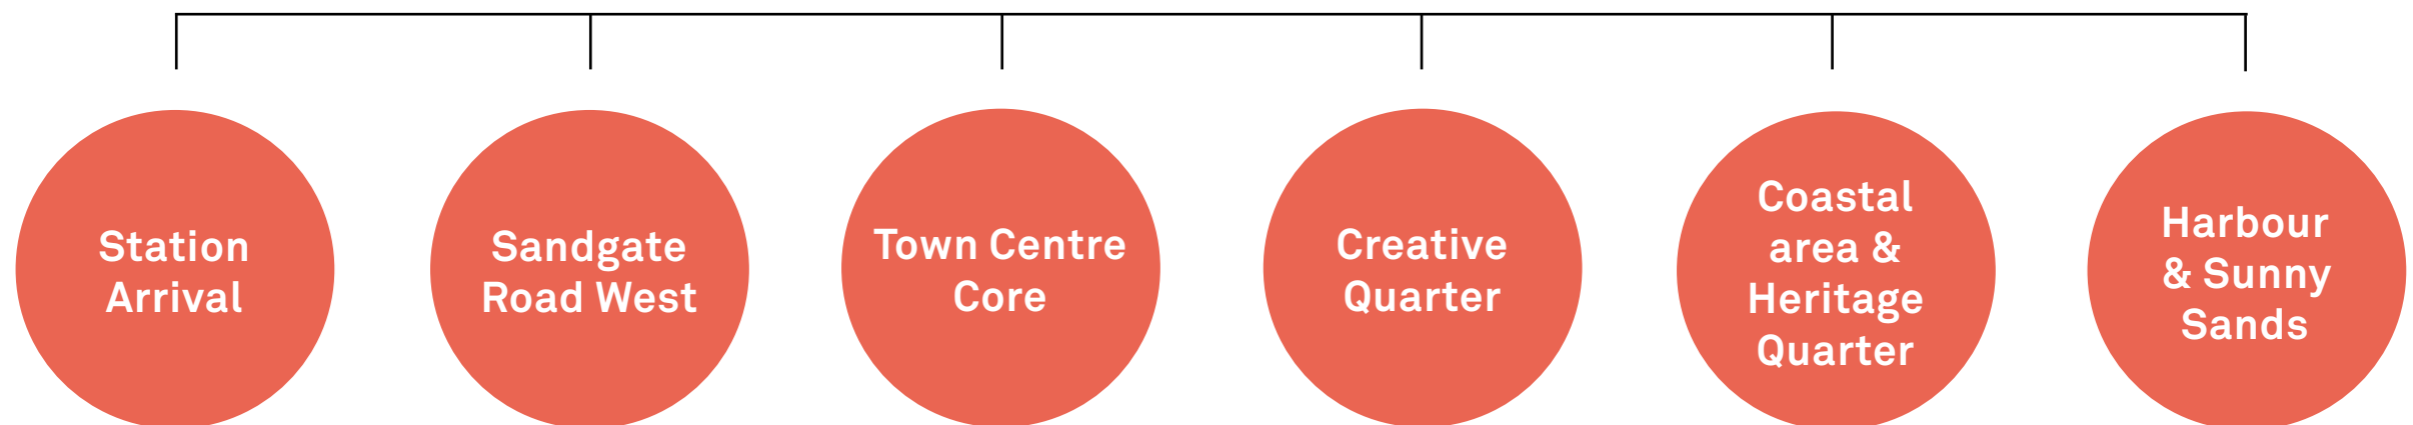 Station
Arrival
Sandgate
Road West
Town Centre
Core
Creative
Quarter
Coastal
area &
Heritage
Quarter
Harbour
& Sunny
Sands